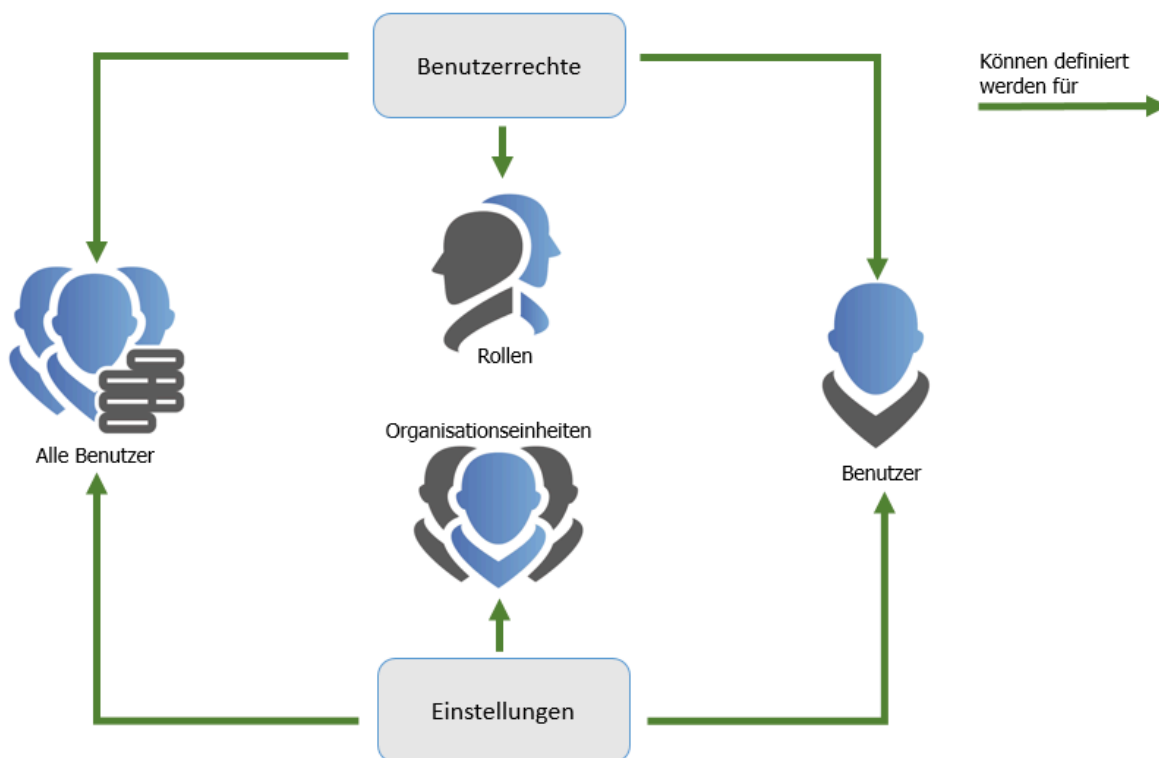 Benutzerrechte
Können definiert
werden für
Rollen
Organisationseinheiten
Alle Benutzer
Benutzer
Einstellungen